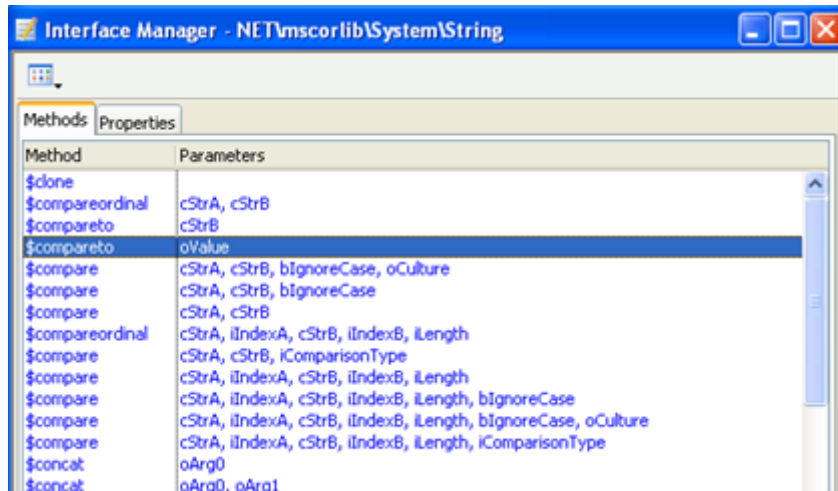 Interface Manager - NET\mscorlib\System\String
Methods Properties
Method Parameters
$clone
$compareordinal cStrA, cStrB
$compareto cStrB
$compareto oValue
$compare cStrA, cStrB, bIgnoreCase, oCulture
$compare cStrA, cStrB, bIgnoreCase
$compare cStrA, cStrB
$compareordinal cStrA, iIndexA, cStrB, iIndexB, iLength
$compare cStrA, cStrB, iComparisonType
$compare cStrA, iIndexA, cStrB, iIndexB, iLength
$compare cStrA, iIndexA, cStrB, iIndexB, iLength, bIgnoreCase
$compare cStrA, iIndexA, cStrB, iIndexB, iLength, bIgnoreCase, oCulture
$compare cStrA, iIndexA, cStrB, iIndexB, iLength, iComparisonType
$concat oArg0
$concat oArg0, oArg1